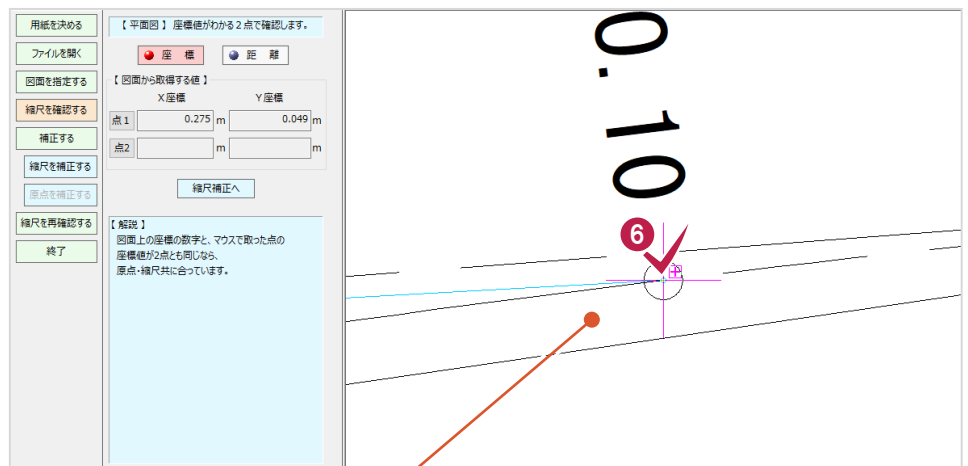 用紙を決める
ファイルを開く
図面を指定する
縮尺を確認する
補正する
縮尺を補正する
原点を補正する
縮尺を再確認する
終了
【 平面図 】 座標値がわかる２点で確認します。
座 標
距 離
【 図面から取得する値 】
X座標 Y座標
点1 0.275 m 0.049 m
点2 m m
縮尺補正へ
【 解説 】
図面上の座標の数字と、マウスで取った点の
座標値が2点とも同じなら、
原点・縮尺共に合っています。
0. 10
6